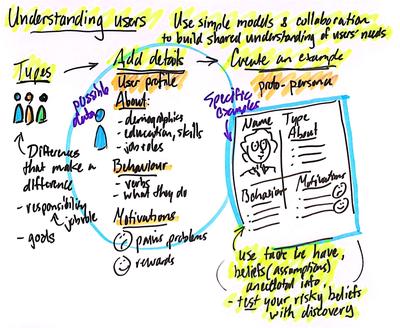 Understanding users
Use simple models & collaboration
to build shared understanding of users' needs
Types
Differences
that make a
difference
- responsibility
jobrole
- goals
Add details
User profile
possible
data
About:
- demographics
- education, skills
- job roles
Behaviour
- verbs
- what they do
Motivations
pains problems
rewards
Create an example
proto-persona
Specific
Examples
Name
Type
About
Behavior
Motivations
use facts we have,
beliefs (assumptions)
anecdotal info,
- test your risky beliefs
with discovery